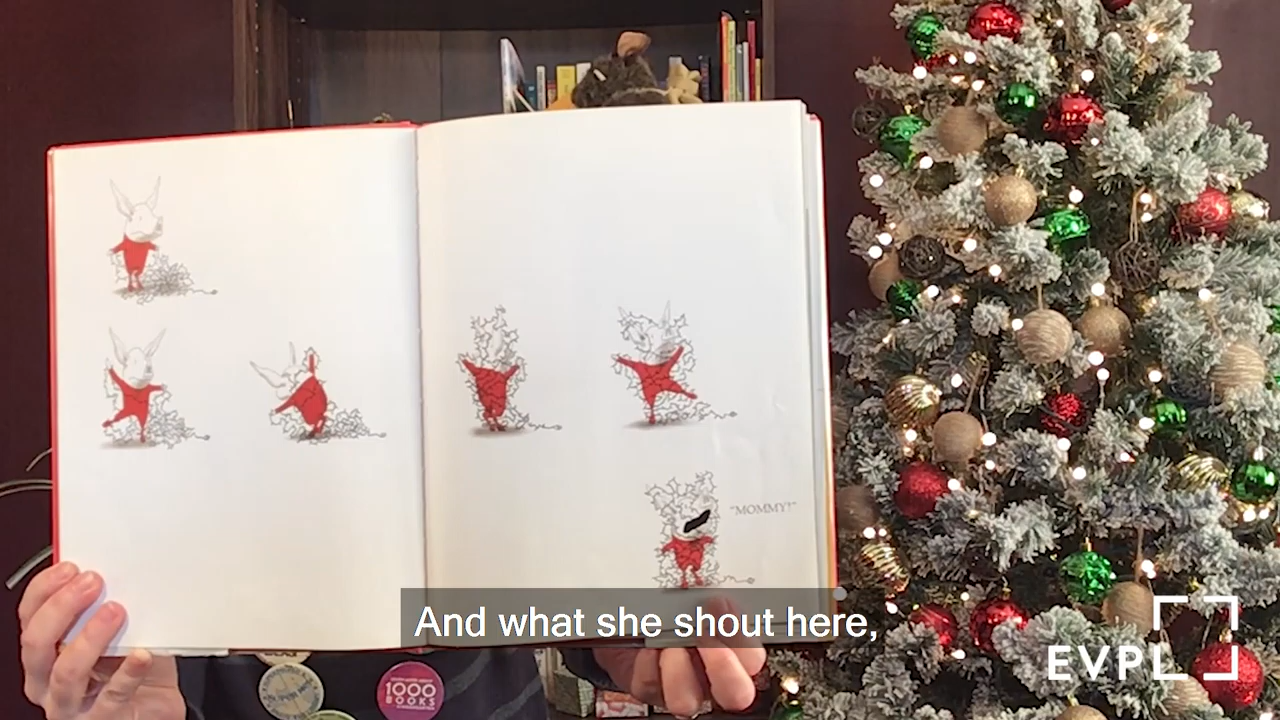 “MOMMY!”
And what she shout here,
1000
BOOKS
EVPL